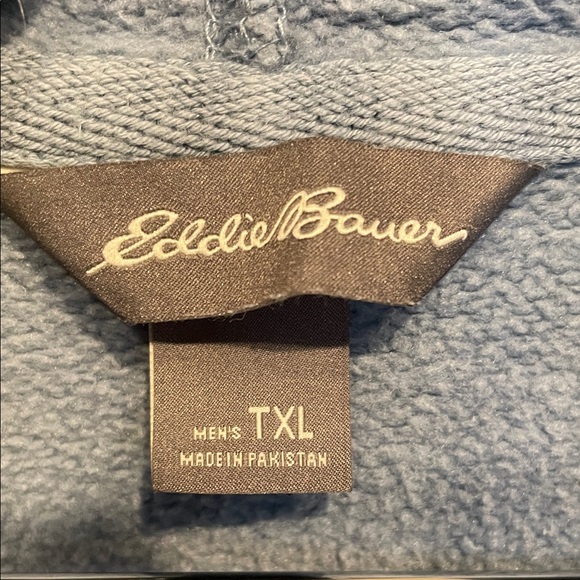 Eddie Bauer
MEN'S TXL
MADE IN PAKISTAN